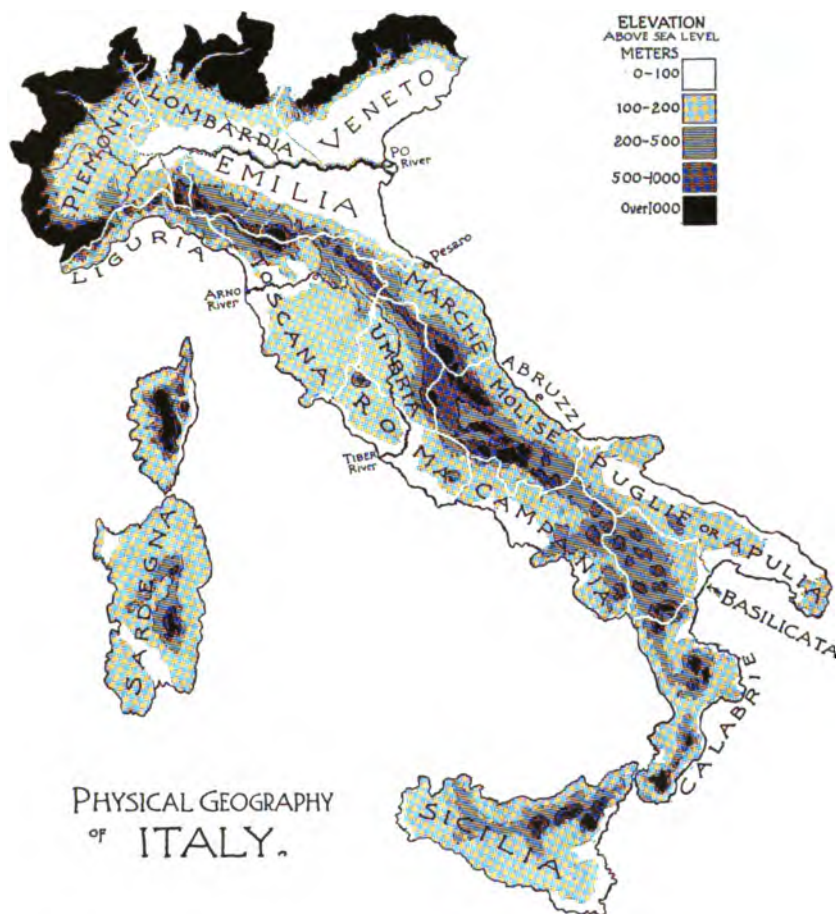 ELEVATION
ABOVE SEA LEVEL
METERS
0-100
100-200
200-500
500-1000
Over 1000
PIEMONTE
LOMBARDIA
VENETO
PO
River
EMILIA
LIGURIA
Pesaro
TOSCANA
ARNO
River
MARCHE
UMBRIA
ABRUZZI
e
MOLISE
ROMA
TIBER
River
CAMPANIA
PUGLIE OR APULIA
BASILICATA
SARDEGNA
CALABRIE
SICILIA
PHYSICAL GEOGRAPHY
OF ITALY.